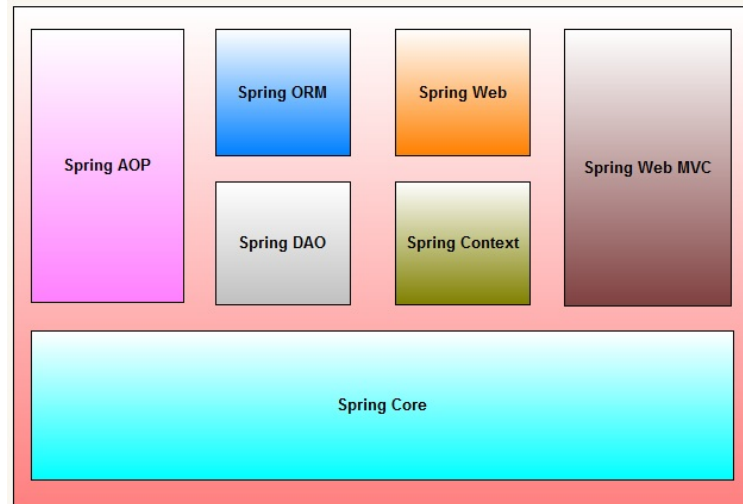 Spring ORM
Spring Web
Spring AOP
Spring Web MVC
Spring DAO
Spring Context
Spring Core